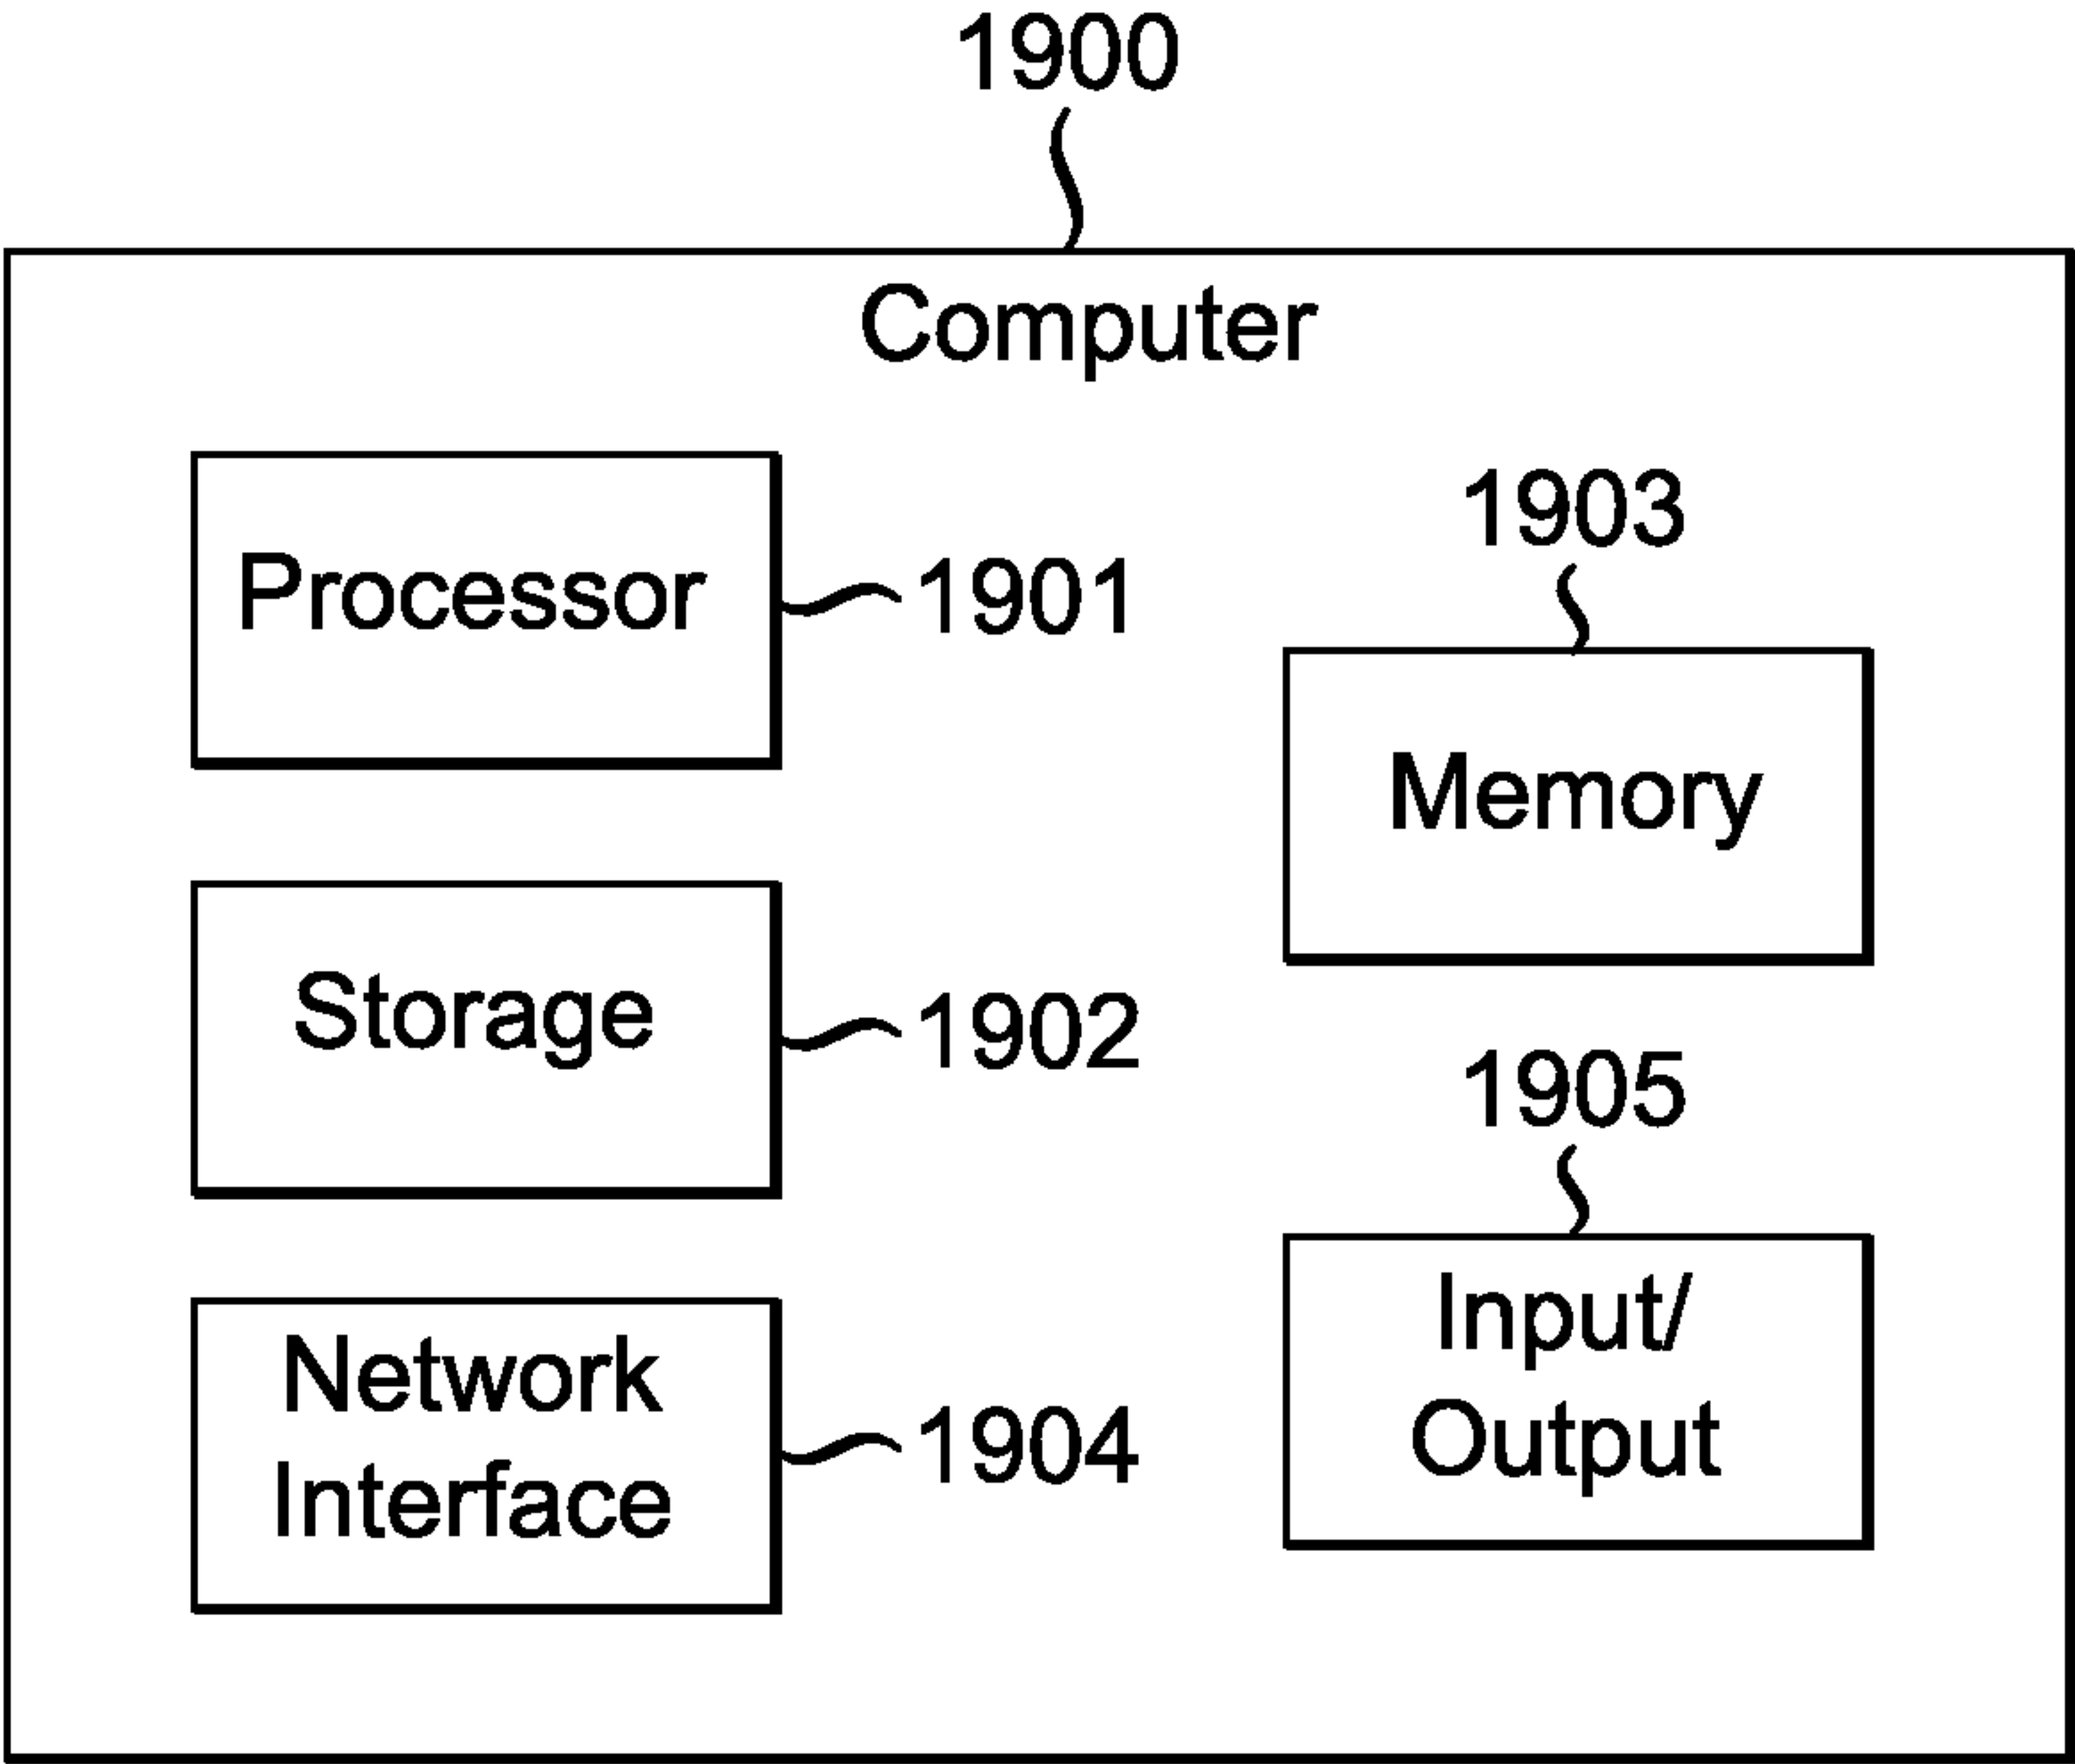 1900
Computer
Processor
1901
1903
Memory
Storage
1902
1905
Network
Interface
1904
Input/
Output